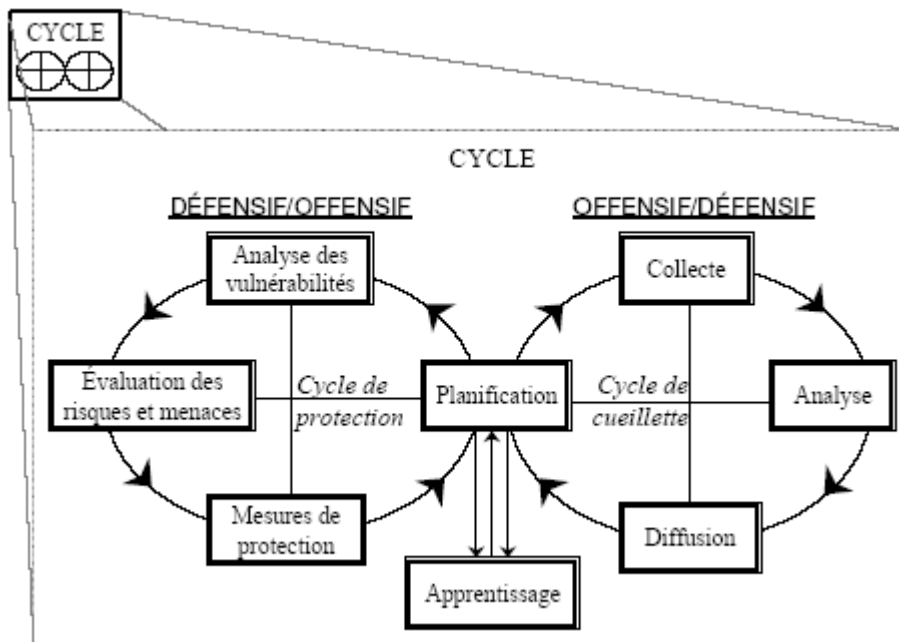 CYCLE
CYCLE
DÉFENSIF/OFFENSIF
OFFENSIF/DÉFENSIF
Analyse des
vulnérabilités
Collecte
Évaluation des
risques et menaces
Cycle de
protection
Planification
Cycle de
cueillette
Analyse
Mesures de
protection
Diffusion
Apprentissage